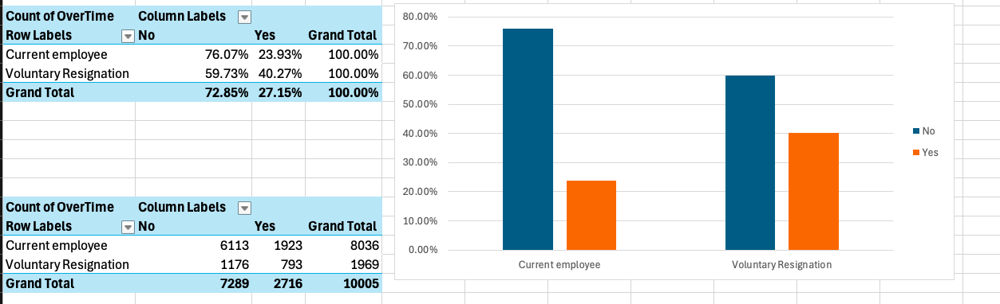 Count of OverTime Column Labels
Row Labels No Yes Grand Total
Current employee 76.07% 23.93% 100.00%
Voluntary Resignation 59.73% 40.27% 100.00%
Grand Total 72.85% 27.15% 100.00%
Count of OverTime Column Labels
Row Labels No Yes Grand Total
Current employee 6113 1923 8036
Voluntary Resignation 1176 793 1969
Grand Total 7289 2716 10005
80.00%
70.00%
60.00%
50.00%
40.00%
30.00%
20.00%
10.00%
0.00%
Current employee Voluntary Resignation
No
Yes